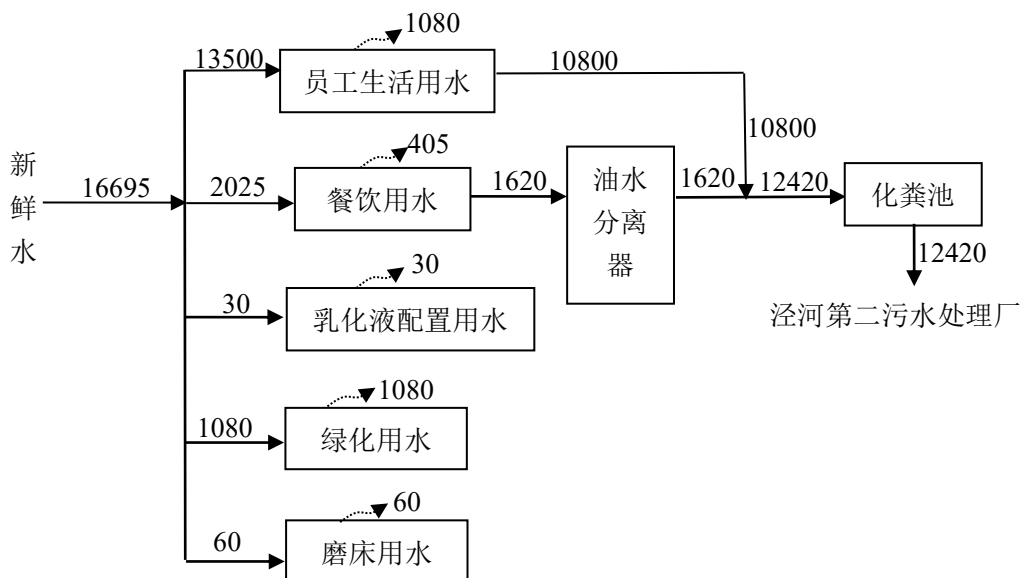 1080
13500
员工生活用水
10800
10800
新
鲜
水
16695
405
2025
餐饮用水
1620
油水
分离
器
1620
12420
化粪池
12420
泾河第二污水处理厂
30
30
乳化液配置用水
1080
1080
绿化用水
60
60
磨床用水